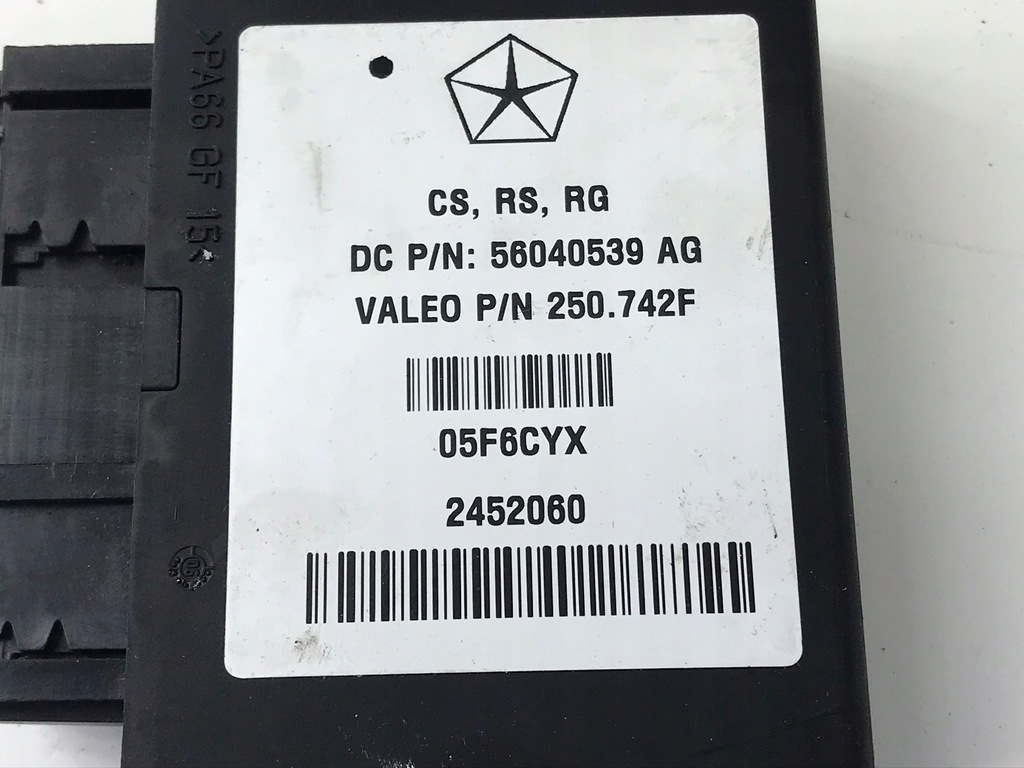 >PA66 GF 15<
CS, RS, RG
DC P/N: 56040539 AG
VALEO P/N 250.742F
05F6CYX
2452060